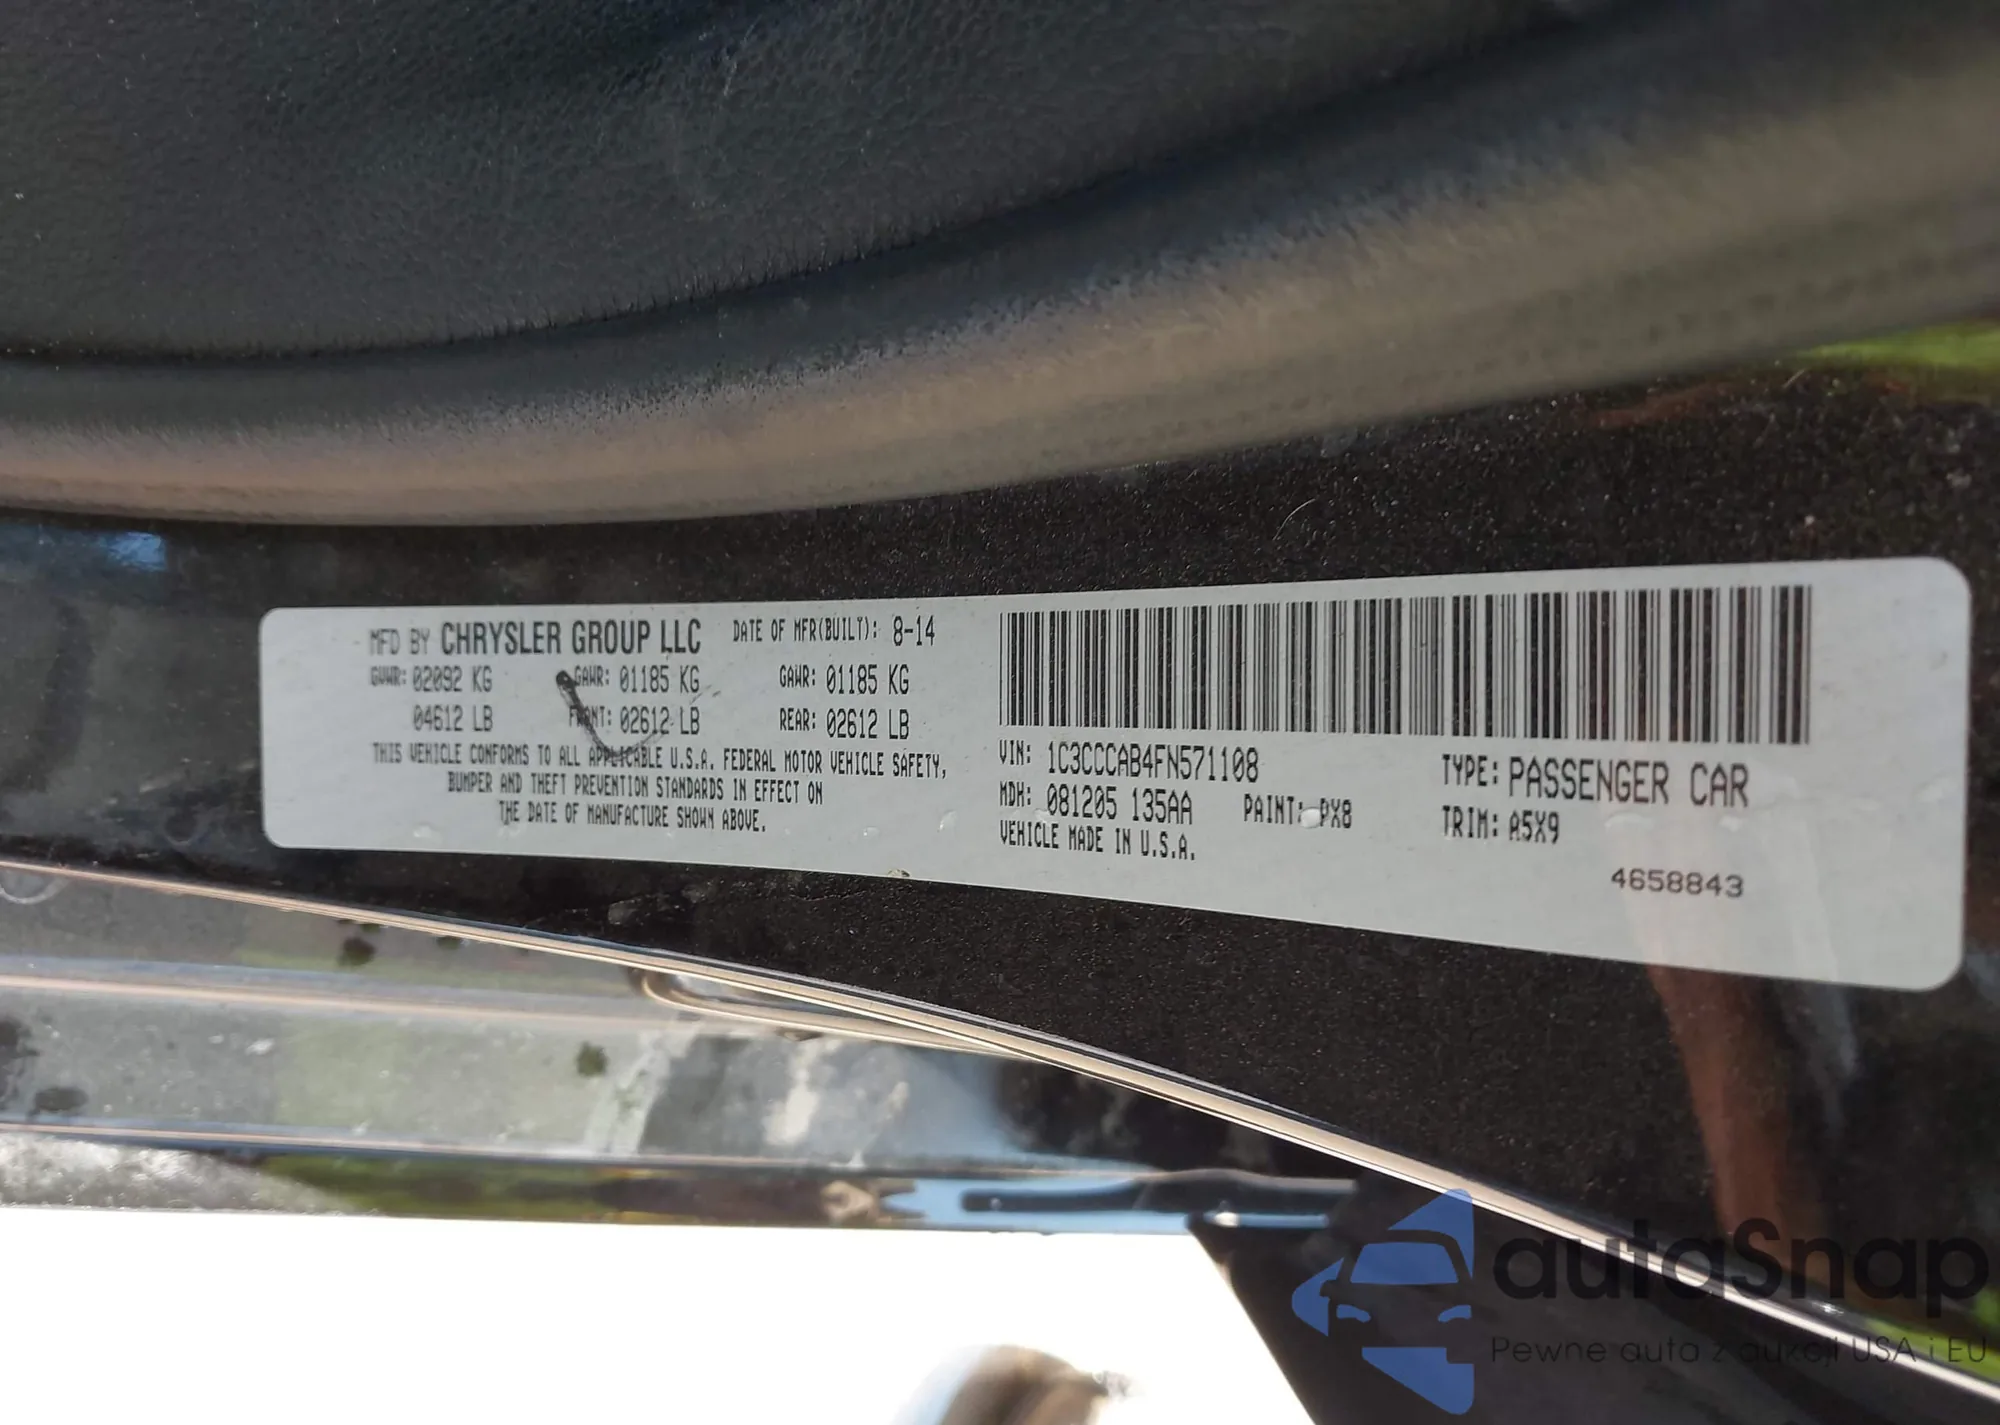 MFD BY CHRYSLER GROUP LLC DATE OF MFR(BUILT): 8-14
GVWR: 02092 KG GAWR: 01185 KG GAWR: 01185 KG
04612 LB FRONT: 02612 LB REAR: 02612 LB
THIS VEHICLE CONFORMS TO ALL APPLICABLE U.S.A. FEDERAL MOTOR VEHICLE SAFETY,
BUMPER AND THEFT PREVENTION STANDARDS IN EFFECT ON
THE DATE OF MANUFACTURE SHOWN ABOVE.
VIN: 1C3CCCAB4FN571108 TYPE: PASSENGER CAR
MDH: 081205 135AA PAINT: PX8 TRIM: A5X9
VEHICLE MADE IN U.S.A.
4658843
autaSnap
Pewne auta z aukcji USA i EU